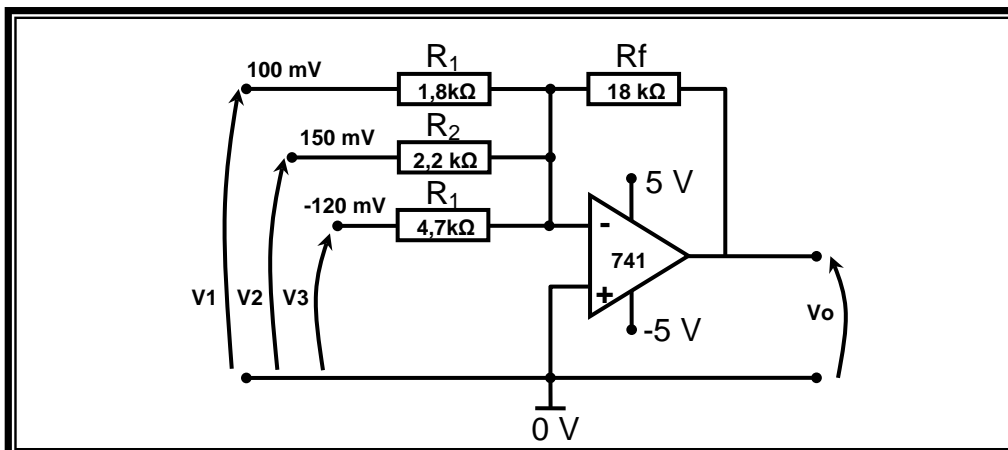 100 mV
R1
1,8kΩ
Rf
18 kΩ
150 mV
R2
2,2 kΩ
-120 mV
R1
4,7kΩ
5 V
-
741
+
-5 V
V1
V2
V3
Vo
0 V